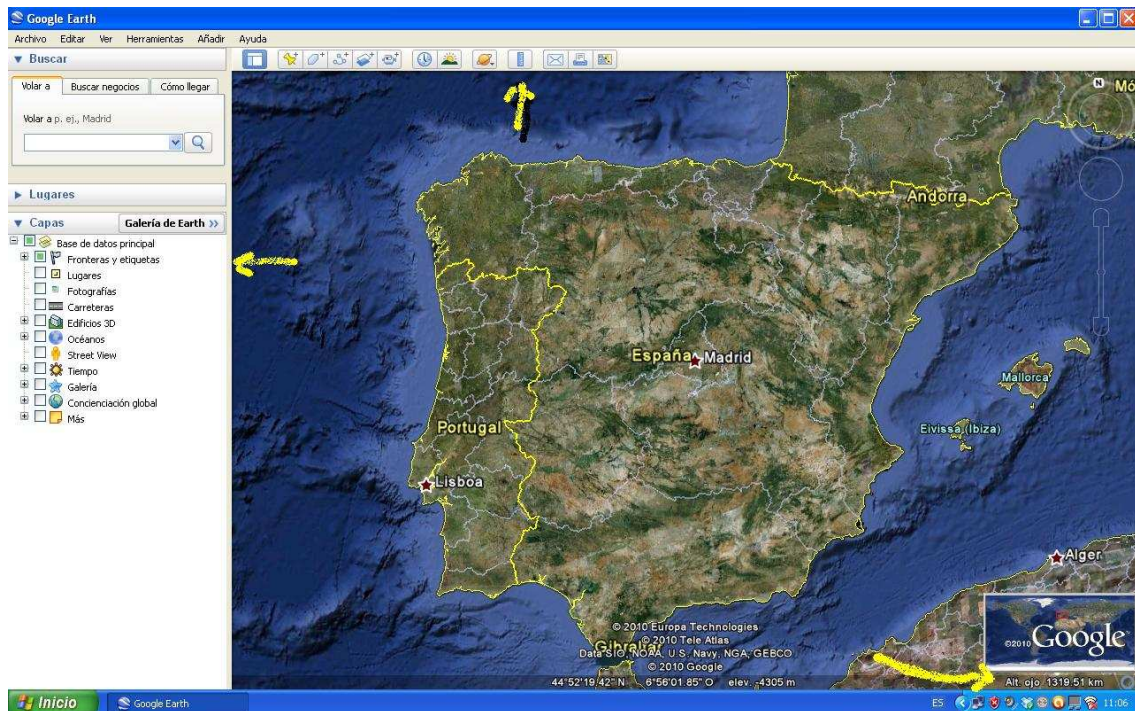 Google Earth
Archivo Editar Ver Herramientas Añadir Ayuda
Buscar
Volar a Buscar negocios Cómo llegar
Volar a p. ej., Madrid
Lugares
Capas Galería de Earth >>
Base de datos principal
Fronteras y etiquetas
Lugares
Fotografías
Carreteras
Edificios 3D
Océanos
Street View
Tiempo
Galería
Concienciación global
Más
N
Mó
Andorra
España Madrid
Mallorca
Eivissa (Ibiza)
Portugal
Lisboa
Alger
Gibraltar
© 2010 Europa Technologies
© 2010 Tele Atlas
Data SIO, NOAA, U.S. Navy, NGA, GEBCO
© 2010 Google
©2010 Google
44°52'19,42" N 6°56'01.85" O elev. -4305 m Alt. ojo 1319.51 km
Inicio Google Earth ES 11:06